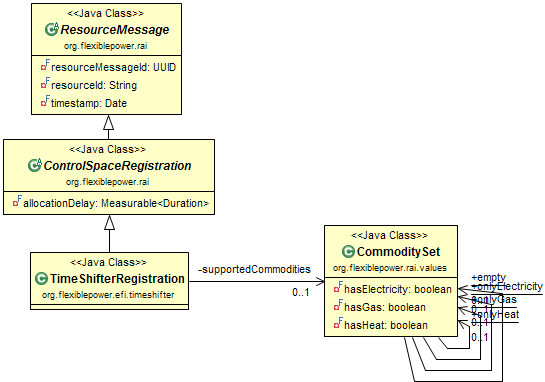 <<Java Class>>
ResourceMessage
org.flexiblepower.rai
resourceMessageId: UUID
resourceId: String
timestamp: Date
<<Java Class>>
ControlSpaceRegistration
org.flexiblepower.rai
allocationDelay: Measurable<Duration>
<<Java Class>>
TimeShifterRegistration
org.flexiblepower.efi.timeshifter
-supportedCommodities
0..1
<<Java Class>>
CommoditySet
org.flexiblepower.rai.values
hasElectricity: boolean
hasGas: boolean
hasHeat: boolean
+empty
+onlyElectricity
0..1
+onlyGas
0..1
+onlyHeat
0..1
0..1